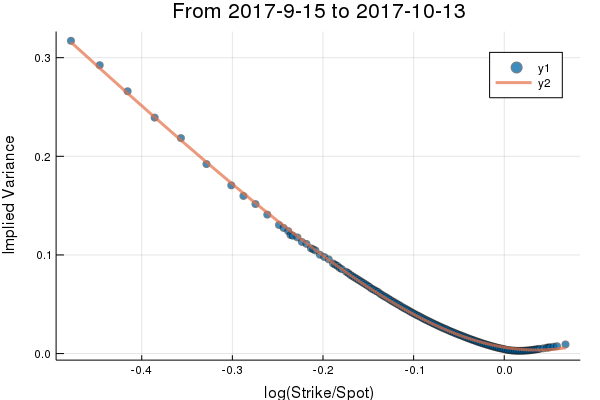 From 2017-9-15 to 2017-10-13
y1
y2
Implied Variance
0.3
0.2
0.1
0.0
-0.4 -0.3 -0.2 -0.1 0.0
log(Strike/Spot)